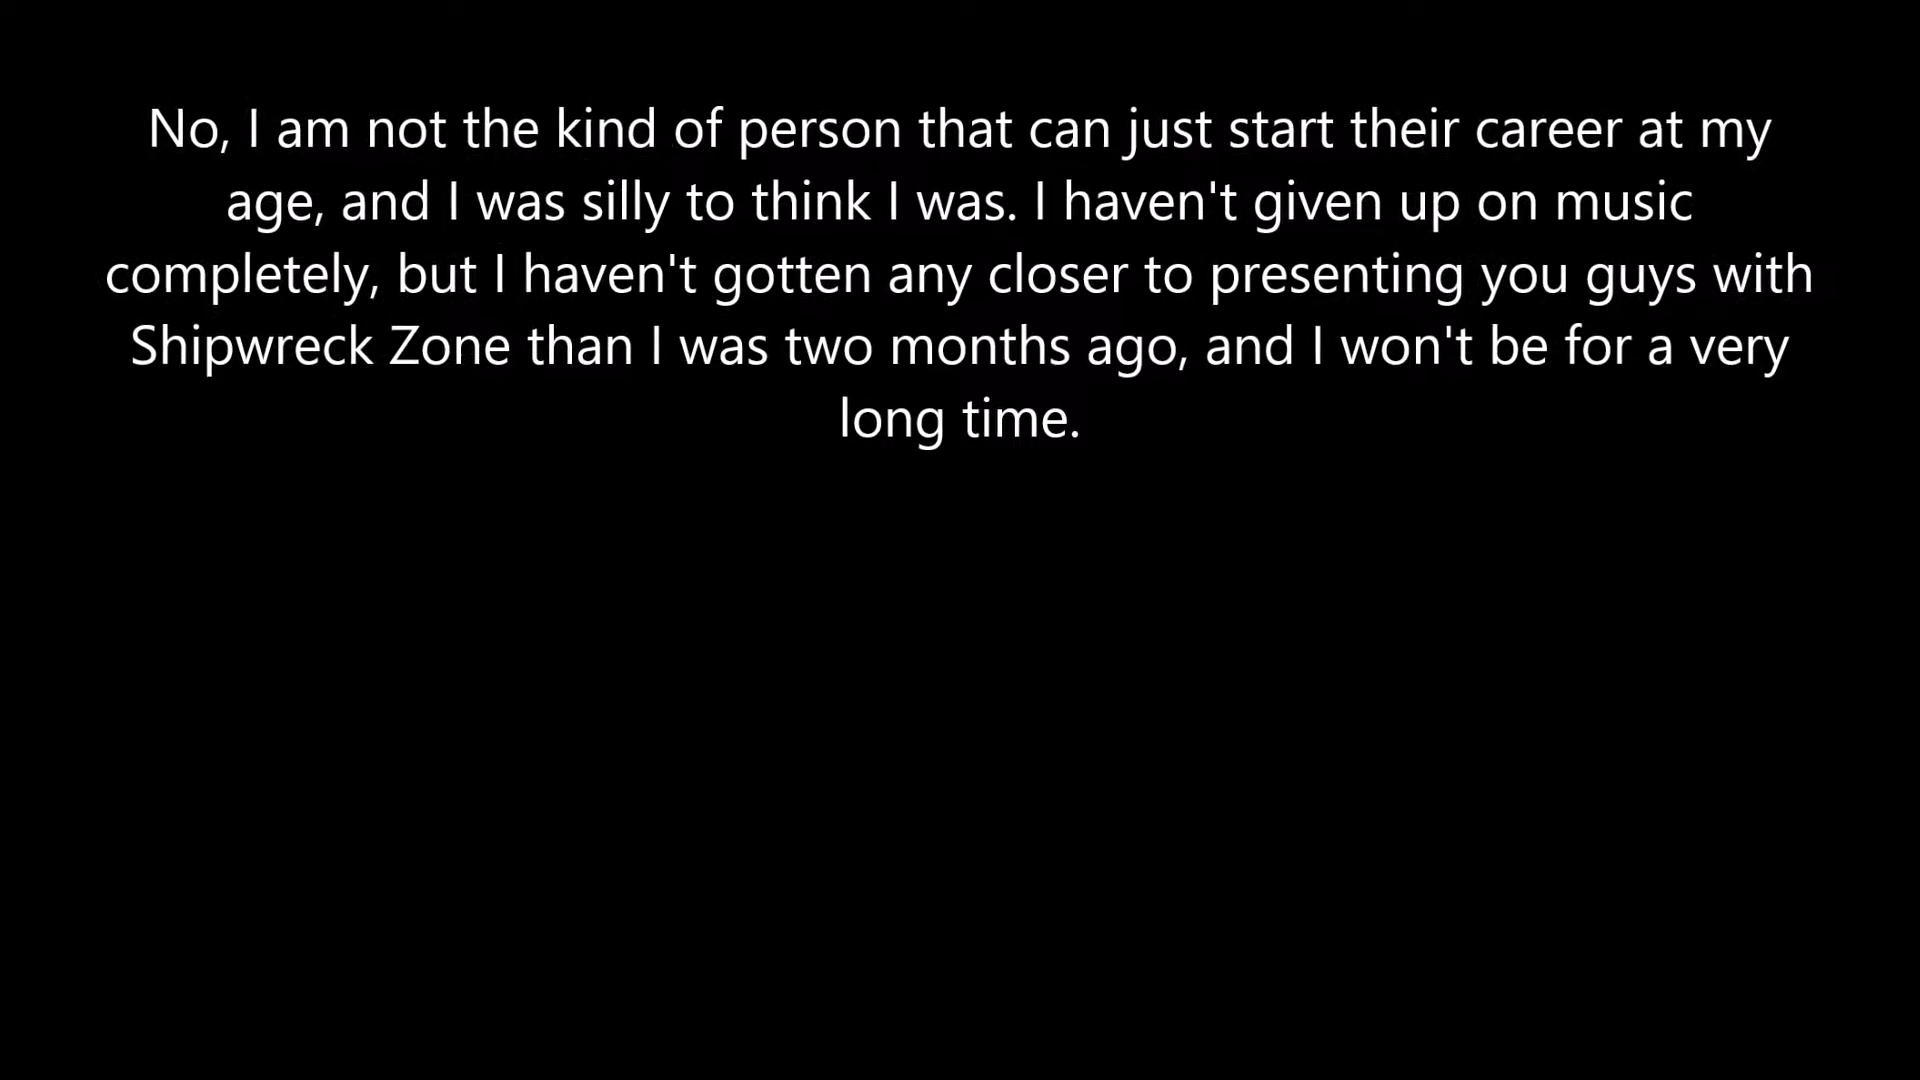 No, I am not the kind of person that can just start their career at my
age, and I was silly to think I was. I haven't given up on music
completely, but I haven't gotten any closer to presenting you guys with
Shipwreck Zone than I was two months ago, and I won't be for a very
long time.